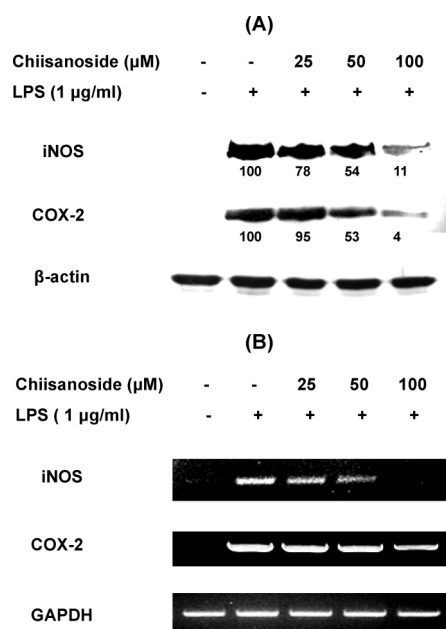 (A)
Chiisanoside (µM) - - 25 50 100
LPS (1 µg/ml) - + + + +
iNOS
100 78 54 11
COX-2
100 95 53 4
β-actin
(B)
Chiisanoside (µM) - - 25 50 100
LPS ( 1 µg/ml) - + + + +
iNOS
COX-2
GAPDH